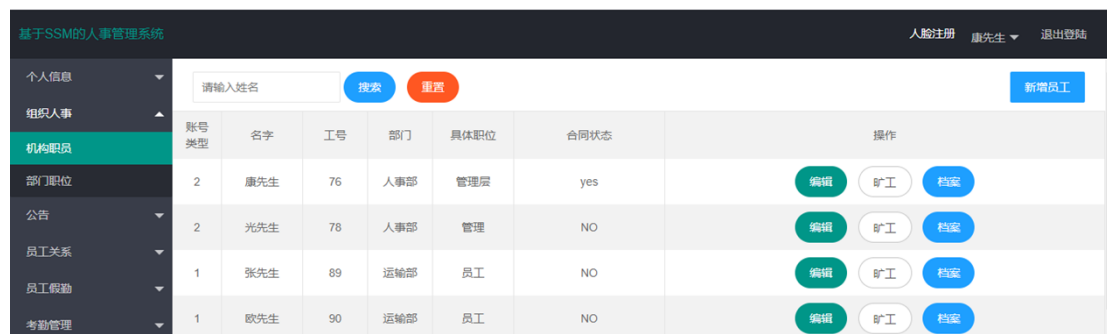 基于SSM的人事管理系统 人脸注册 康先生 退出登陆
个人信息
组织人事
机构职员
部门职位
公告
员工关系
员工假勤
考勤管理
请输入姓名 搜索 重置 新增员工
账号类型 名字 工号 部门 具体职位 合同状态 操作
2 康先生 76 人事部 管理层 yes 编辑 旷工 档案
2 光先生 78 人事部 管理 NO 编辑 旷工 档案
1 张先生 89 运输部 员工 NO 编辑 旷工 档案
1 欧先生 90 运输部 员工 NO 编辑 旷工 档案